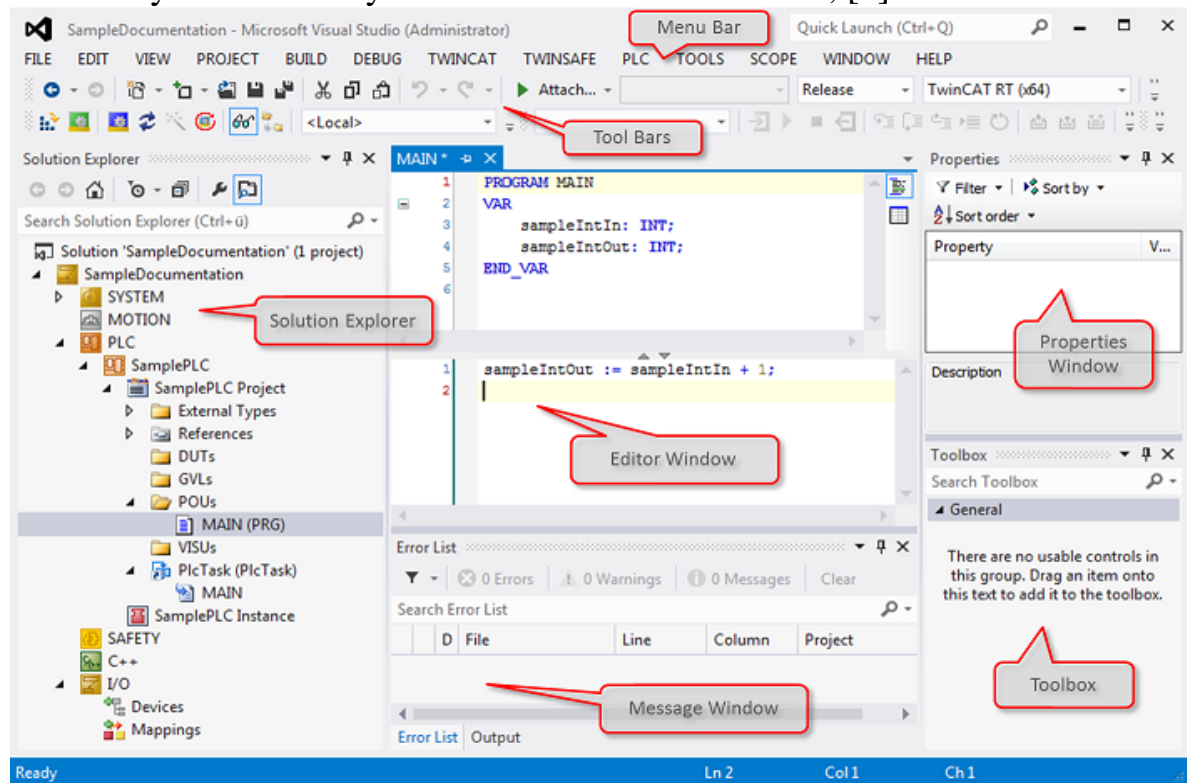 SampleDocumentation - Microsoft Visual Studio (Administrator)
Menu Bar
Quick Launch (Ctrl+Q)
FILE EDIT VIEW PROJECT BUILD DEBUG TWINCAT TWINSAFE PLC TOOLS SCOPE WINDOW HELP
Attach...
Release
TwinCAT RT (x64)
<Local>
Tool Bars
Solution Explorer
Search Solution Explorer (Ctrl+ü)
Solution 'SampleDocumentation' (1 project)
SampleDocumentation
SYSTEM
MOTION
Solution Explorer
PLC
SamplePLC
SamplePLC Project
External Types
References
DUTs
GVLs
POUs
MAIN (PRG)
VISUs
PlcTask (PlcTask)
MAIN
SamplePLC Instance
SAFETY
C++
I/O
Devices
Mappings
MAIN*
1 PROGRAM MAIN
2 VAR
3 sampleIntIn: INT;
4 sampleIntOut: INT;
5 END_VAR
6
1 sampleIntOut := sampleIntIn + 1;
2
Editor Window
Error List
0 Errors 0 Warnings 0 Messages Clear
Search Error List
D File Line Column Project
Message Window
Error List Output
Properties
Filter Sort by
Sort order
Property V...
Properties
Window
Description
Toolbox
Search Toolbox
General
There are no usable controls in
this group. Drag an item onto
this text to add it to the toolbox.
Toolbox
Ready Ln 2 Col 1 Ch 1